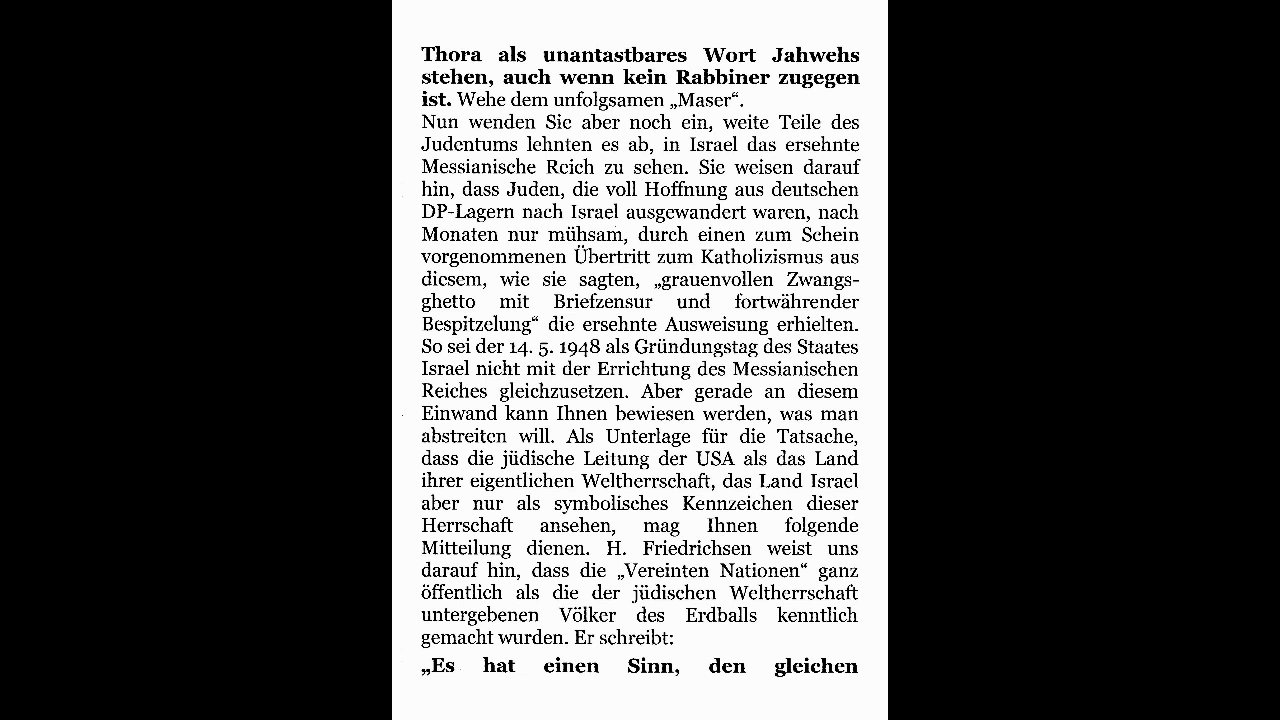 Thora als unantastbares Wort Jahwehs
stehen, auch wenn kein Rabbiner zugegen
ist. Wehe dem unfolgsamen „Maser“.
Nun wenden Sie aber noch ein, weite Teile des
Judentums lehnten es ab, in Israel das ersehnte
Messianische Reich zu sehen. Sie weisen darauf
hin, dass Juden, die voll Hoffnung aus deutschen
DP-Lagern nach Israel ausgewandert waren, nach
Monaten nur mühsam, durch einen zum Schein
vorgenommenen Übertritt zum Katholizismus aus
diesem, wie sie sagten, „grauenvollen Zwangs-
ghetto mit Briefzensur und fortwährender
Bespitzelung“ die ersehnte Ausweisung erhielten.
So sei der 14. 5. 1948 als Gründungstag des Staates
Israel nicht mit der Errichtung des Messianischen
Reiches gleichzusetzen. Aber gerade an diesem
Einwand kann Ihnen bewiesen werden, was man
abstreiten will. Als Unterlage für die Tatsache,
dass die jüdische Leitung der USA als das Land
ihrer eigentlichen Weltherrschaft, das Land Israel
aber nur als symbolisches Kennzeichen dieser
Herrschaft ansehen, mag Ihnen folgende
Mitteilung dienen. H. Friedrichsen weist uns
darauf hin, dass die „Vereinten Nationen“ ganz
öffentlich als die der jüdischen Weltherrschaft
untergebenen Völker des Erdballs kenntlich
gemacht wurden. Er schreibt:
„Es hat einen Sinn, den gleichen